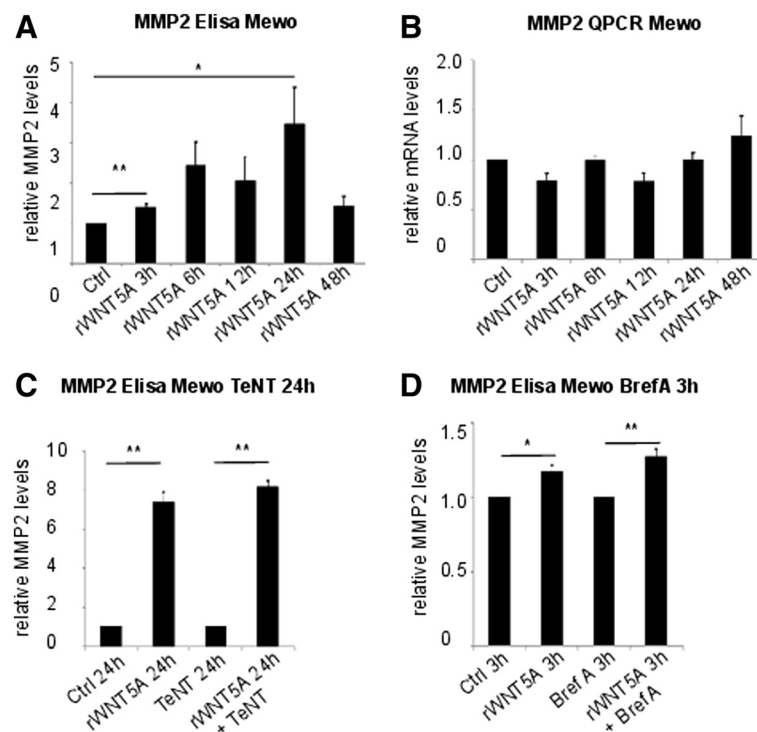 A
MMP2 Elisa Mewo
relative MMP2 levels
5
4
3
2
1
0
*
**
Ctrl
rWNT5A 3h
rWNT5A 6h
rWNT5A 12h
rWNT5A 24h
rWNT5A 48h
B
MMP2 QPCR Mewo
relative mRNA levels
2.0
1.5
1.0
0.5
0
Ctrl
rWNT5A 3h
rWNT5A 6h
rWNT5A 12h
rWNT5A 24h
rWNT5A 48h
C
MMP2 Elisa Mewo TeNT 24h
relative MMP2 levels
10
8
6
4
2
0
**
**
Ctrl 24h
rWNT5A 24h
TeNT 24h
rWNT5A 24h
+ TeNT
D
MMP2 Elisa Mewo BrefA 3h
relative MMP2 levels
1.5
1.0
0.5
0
*
**
Ctrl 3h
rWNT5A 3h
BrefA 3h
rWNT5A 3h
+ BrefA